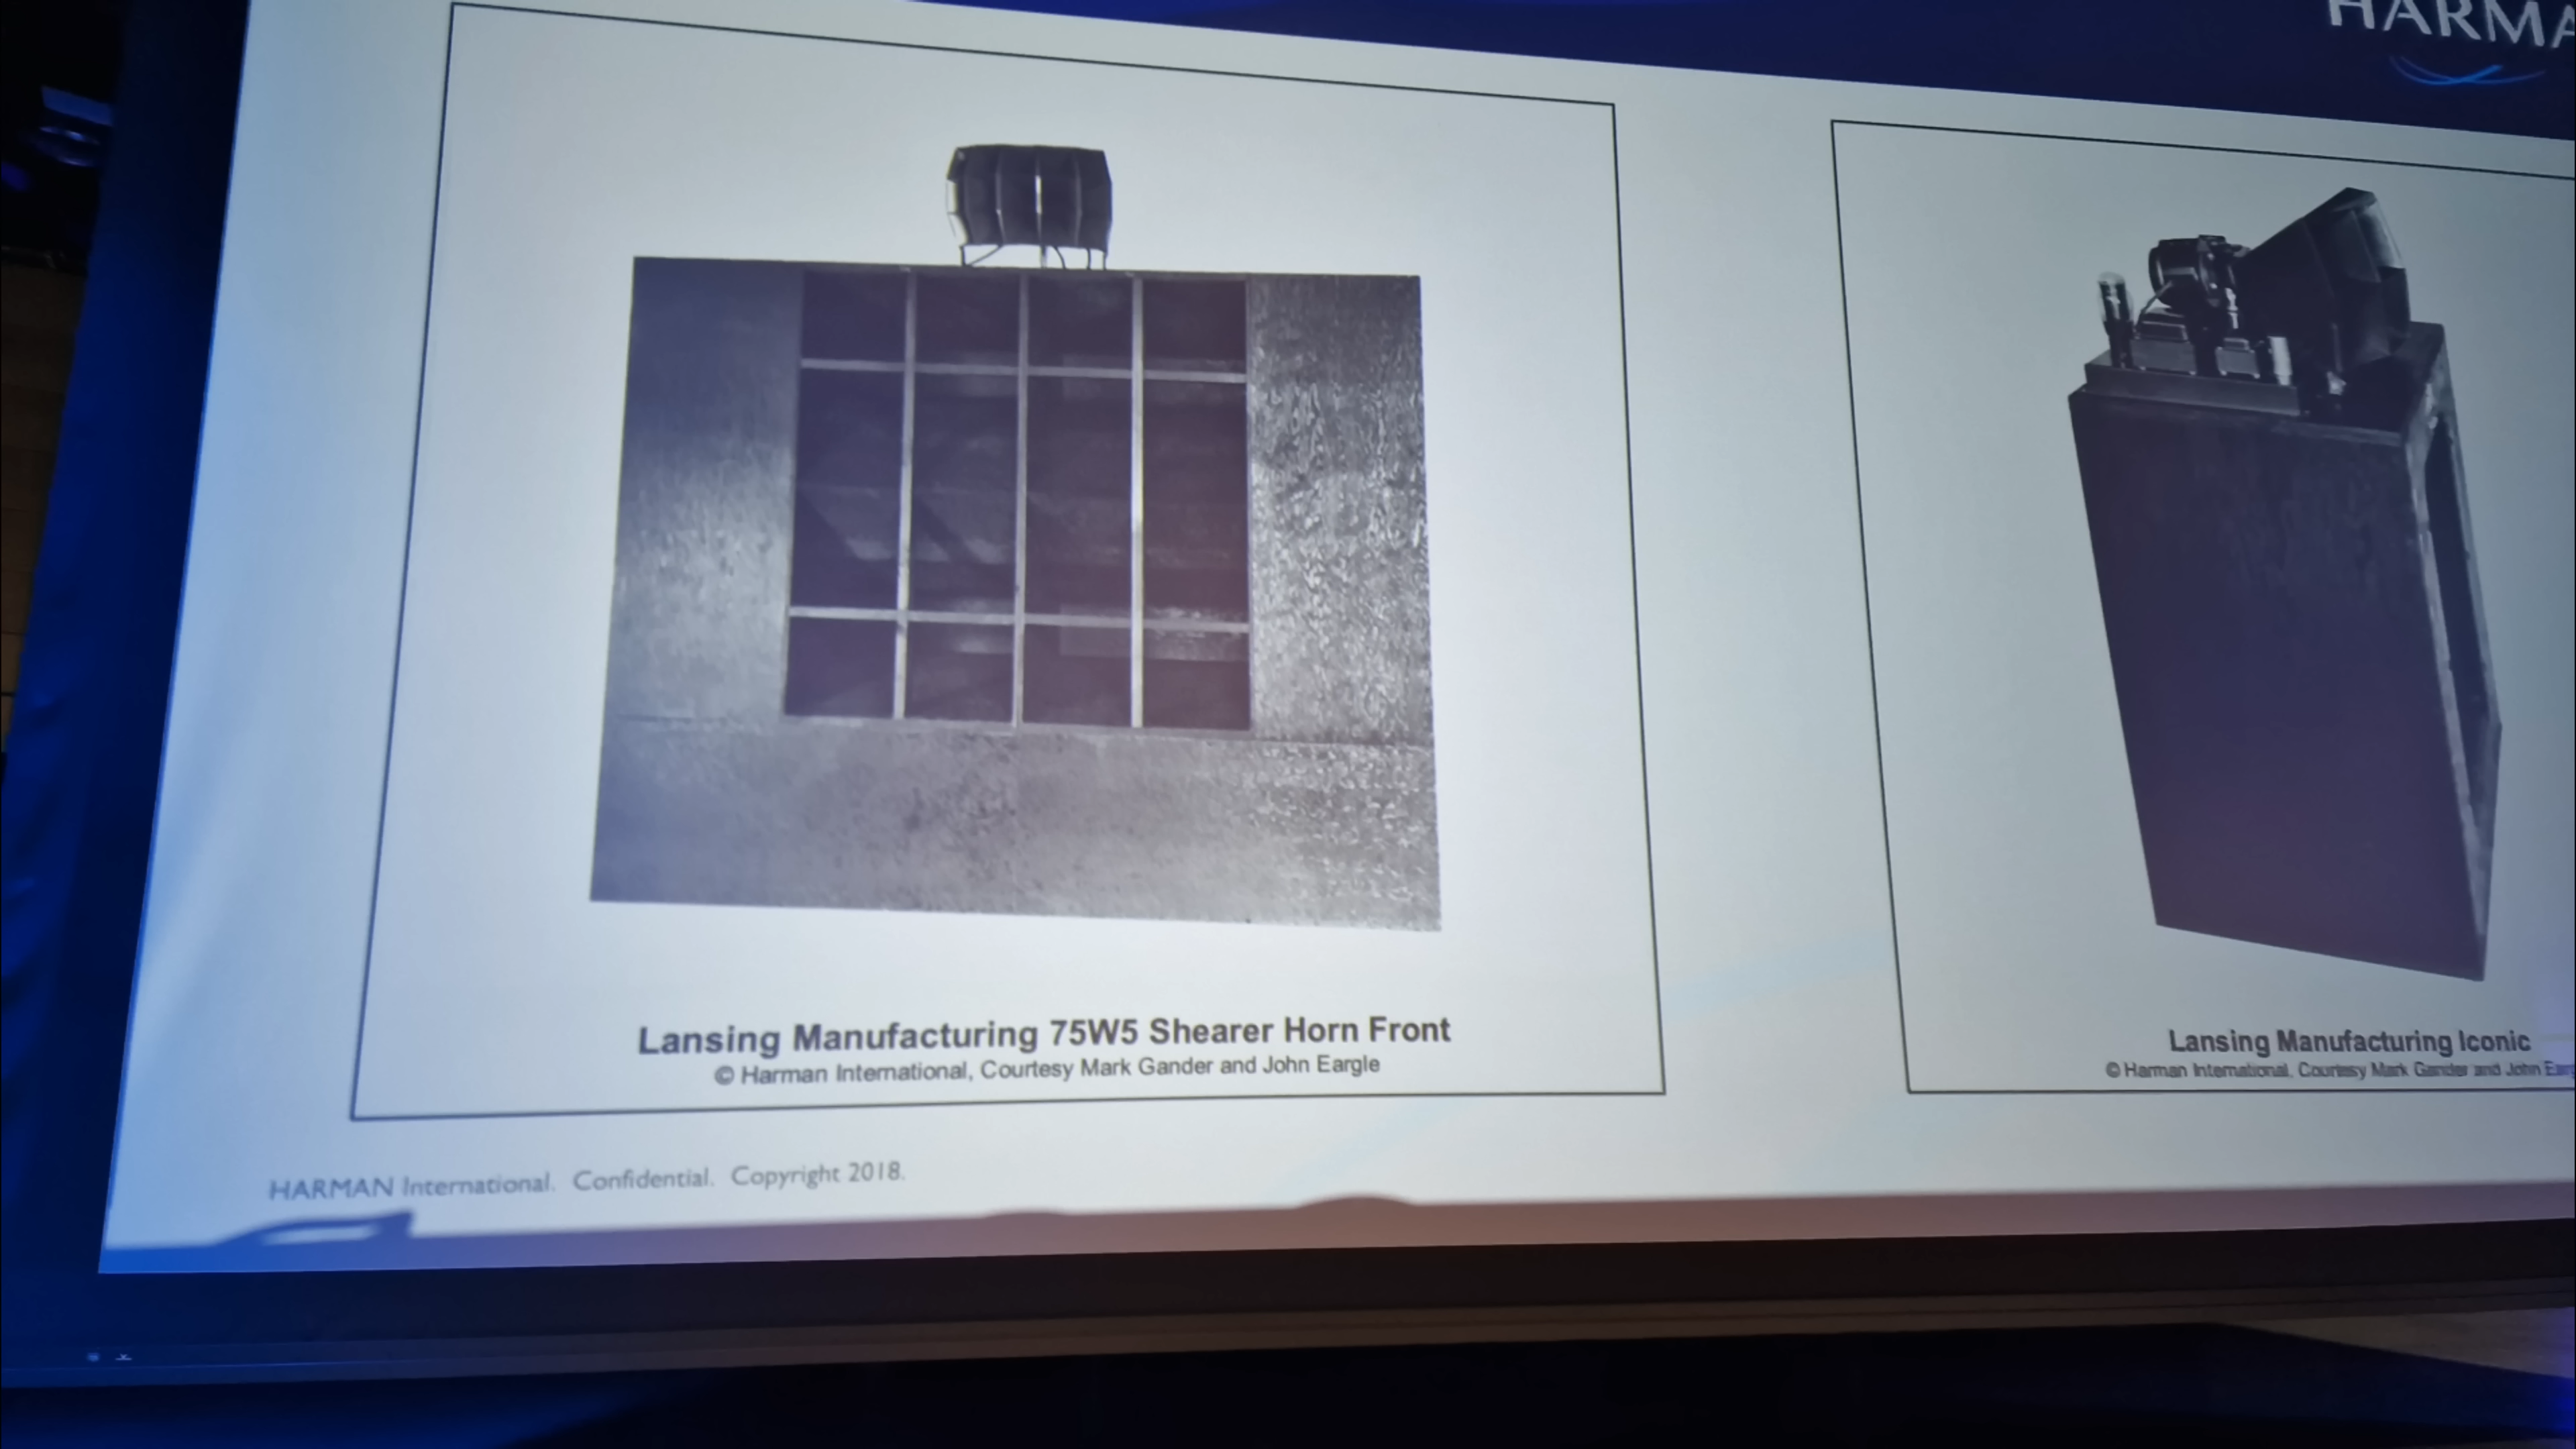 HARMA
Lansing Manufacturing 75W5 Shearer Horn Front
© Harman International, Courtesy Mark Gander and John Eargle
Lansing Manufacturing Iconic
© Harman International, Courtesy Mark Gander and John Earg
HARMAN International. Confidential. Copyright 2018.